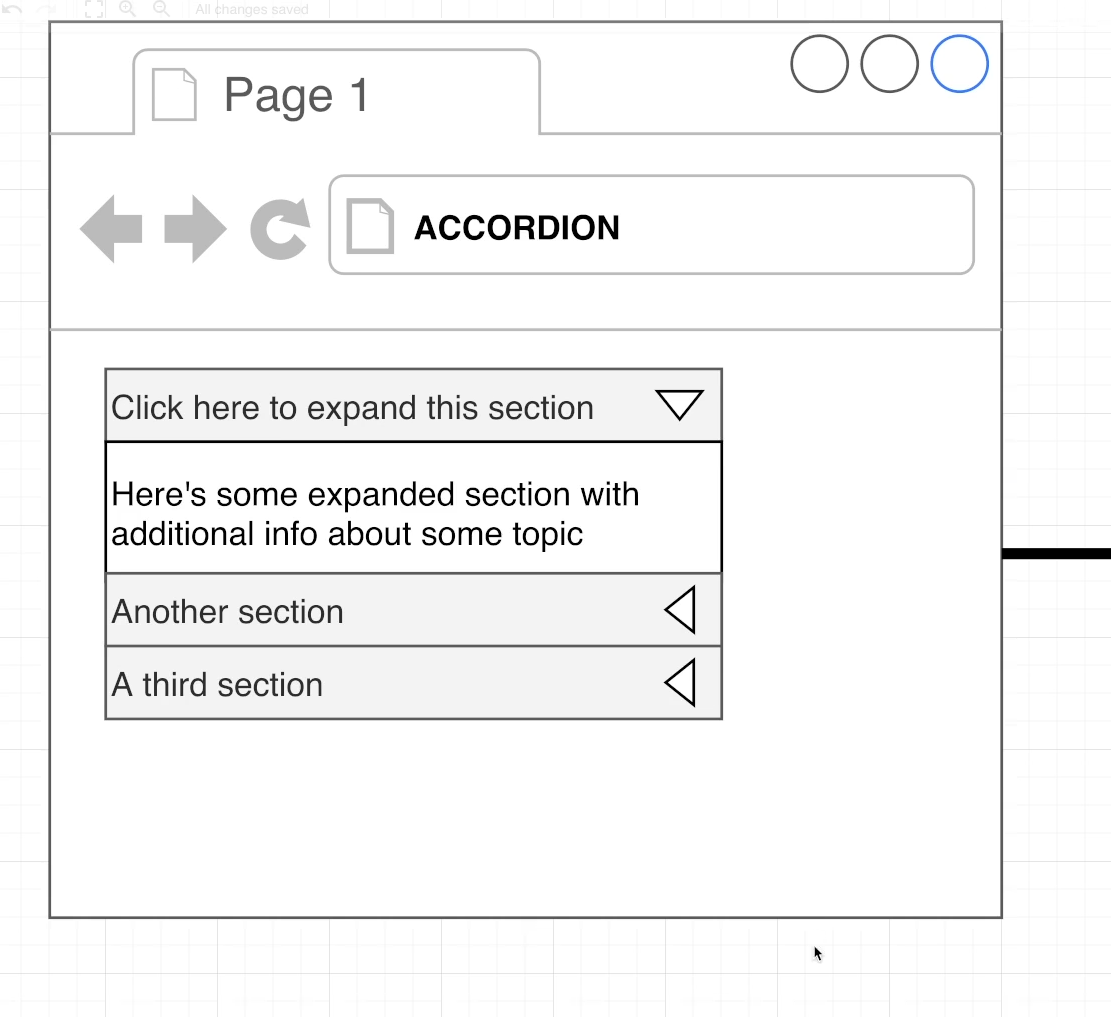 All changes saved
Page 1
ACCORDION
Click here to expand this section
Here's some expanded section with
additional info about some topic
Another section
A third section